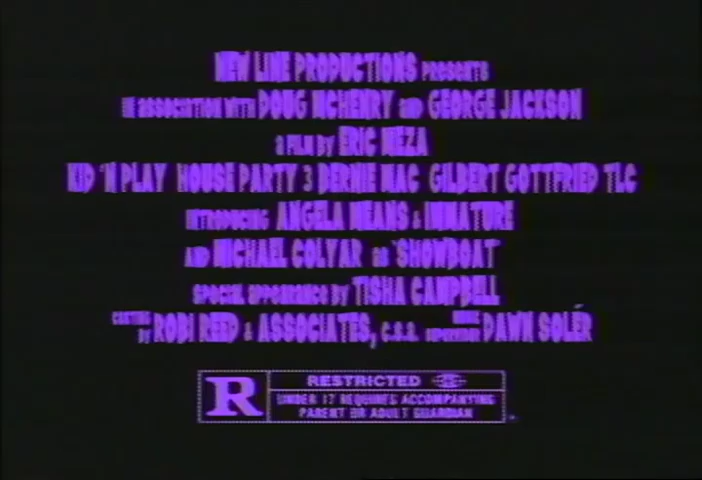 NEW LINE PRODUCTIONS PRESENTS
IN ASSOCIATION WITH DOUG MCHENRY AND GEORGE JACKSON
A FILM BY ERIC MEZA
KID 'N PLAY HOUSE PARTY 3 BERNIE MAC GILBERT GOTTFRIED TLC
INTRODUCING ANGELA MEANS & IMMATURE
AND MICHAEL COLYAR AS "SHOWBOAT"
SPECIAL APPEARANCE BY TISHA CAMPBELL
CASTING BY ROBI REED & ASSOCIATES, C.S.A. MUSIC SUPERVISOR DAWN SOLÉR
R RESTRICTED
UNDER 17 REQUIRES ACCOMPANYING
PARENT OR ADULT GUARDIAN